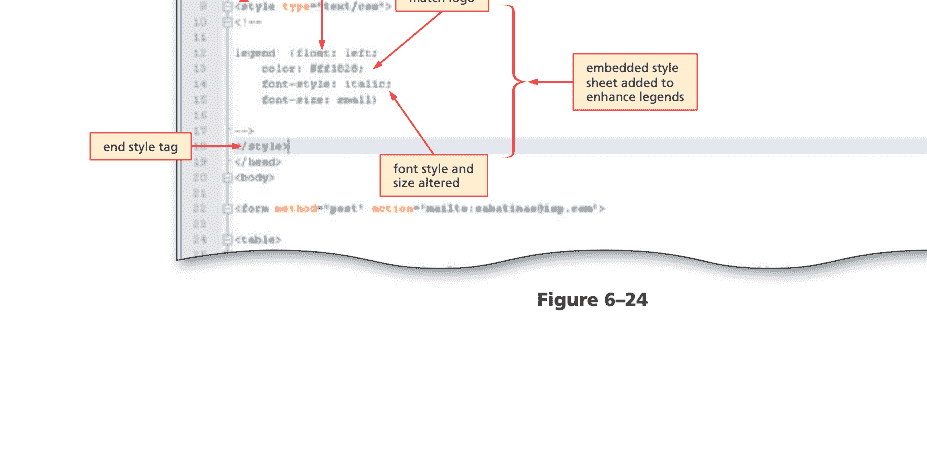 match logo
9 <style type="text/css">
10 <!--
11
12 legend {float: left;
13 color: #ff1828;
14 font-style: italic;
15 font-size: small}
16
17 -->
18 </style>
19 </head>
20 <body>
21
22 <form method="post" action="mailto:sabatinas@isp.com">
23
24 <table>
embedded style
sheet added to
enhance legends
end style tag
font style and
size altered
Figure 6–24